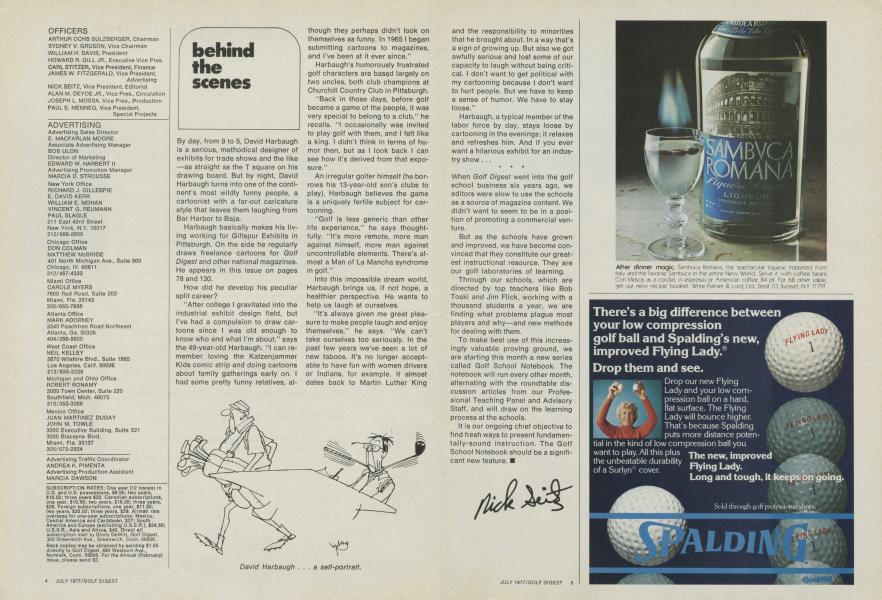 OFFICERS
ARTHUR OCHS SULZBERGER, Chairman
SYDNEY V. GRUSON, Vice Chairman
WILLIAM H. DAVIS, President
HOWARD R. GILL JR., Executive Vice Pres.
CARL STITZER, Vice President, Finance
JAMES W. FITZGERALD, Vice President,
Advertising
NICK SEITZ, Vice President, Editorial
ALAN M. DEYOE JR., Vice Pres., Circulation
JOSEPH L. MOSSA, Vice Pres., Production
PAUL E. MENNEG, Vice President,
Special Projects
ADVERTISING
Advertising Sales Director
E. MACFARLAN MOORE
Associate Advertising Manager
BOB ULON
Director of Marketing
EDWARD W. HARBERT II
Advertising Promotion Manager
MARCIA D. STROUSSE
New York Office
RICHARD J. GILLESPIE
E. DAVID KERR
WILLIAM E. MOHAN
VINCENT G. REUMANN
PAUL SLAGLE
211 East 43rd Street
New York, N.Y. 10017
Chicago Office
DON COLMAN
MATTHEW McBRIDE
401 North Michigan Ave., Suite 800
Chicago, Ill. 60611
312/467-4333
Miami Office
CAROLE MYERS
7600 Red Road, Suite 202
Miami, Fla. 33143
Atlanta Office
MARK ADORNEY
3340 Peachtree Road Northeast
Atlanta, Ga. 30326
404/266-8600
West Coast Office
NEIL KELLEY
5670 Wilshire Blvd., Suite 1865
Los Angeles, Calif. 90036
Michigan and Ohio Office
ROBERT BONAMY
3000 Town Center, Suite 220
Southfield, Mich. 48075
Mexico Office
JUAN MARTINEZ DUGAY
JOHN M. TOWLE
3000 Executive Building, Suite 321
3000 Biscayne Blvd.
Miami, Fla. 33137
305/573-2824
Advertising Traffic Coordinator
ANDREA K. PIMENTA
Advertising Production Assistant
MARCIA DAWSON
SUBSCRIPTION RATES: One year (12 issues) in
behind
the
scenes
By day, from 9 to 5, David Harbaugh
is a serious, methodical designer of
exhibits for trade shows and the like
—as straight as the T square on his
drawing board. But by night, David
Harbaugh turns into one of the conti-
nent's most wildly funny people, a
cartoonist with a far-out caricature
style that leaves them laughing from
Bar Harbor to Baja.
Harbaugh basically makes his liv-
ing working for Giltspur Exhibits in
Pittsburgh. On the side he regularly
draws freelance cartoons for Golf
Digest and other national magazines.
He appears in this issue on pages
78 and 130.
How did he develop his peculiar
split career?
"After college I gravitated into the
industrial exhibit design field, but
I've had a compulsion to draw car-
toons since I was old enough to
know who and what I'm about," says
the 49-year-old Harbaugh. "I can re-
member loving the Katzenjammer
Kids comic strip and doing cartoons
about family gatherings early on. I
had some pretty funny relatives, al-
though they perhaps didn't look on
themselves as funny. In 1965 I began
submitting cartoons to magazines,
and I've been at it ever since."
Harbaugh's humorously frustrated
golf characters are based largely on
two uncles, both club champions at
Churchill Country Club in Pittsburgh.
"Back in those days, before golf
became a game of the people, it was
very special to belong to a club," he
recalls. "I occasionally was invited
to play golf with them, and I felt like
a king. I didn't think in terms of hu-
mor then, but as I look back I can
see how it's derived from that expo-
sure."
An irregular golfer himself (he bor-
rows his 13-year-old son's clubs to
play), Harbaugh believes the game
is a uniquely fertile subject for car-
tooning.
"Golf is less generic than other
life experience," he says thought-
fully. "It's more remote, more man
against himself, more man against
uncontrollable elements. There's al-
most a Man of La Mancha syndrome
in golf."
Into this impossible dream world,
Harbaugh brings us, if not hope, a
healthier perspective. He wants to
help us laugh at ourselves.
"It's always given me great plea-
sure to make people laugh and enjoy
themselves," he says. "We can't
take ourselves too seriously. In the
past few years we've seen a lot of
new taboos. It's no longer accept-
able to have fun with women drivers
or Indians, for example. It almost
dates back to Martin Luther King
and the responsibility to minorities
that he brought about. In a way that's
a sign of growing up. But also we got
awfully serious and lost some of our
capacity to laugh without being criti-
cal. I don't want to get political with
my cartooning because I don't want
to hurt people. But we have to keep
a sense of humor. We have to stay
loose."
Harbaugh, a typical member of the
labor force by day, stays loose by
cartooning in the evenings; it relaxes
and refreshes him. And if you ever
want a hilarious exhibit for an indus-
try show . . .
* * *
When Golf Digest went into the golf
school business six years ago, we
editors were slow to use the schools
as a source of magazine content. We
didn't want to seem to be in a posi-
tion of promoting a commercial ven-
ture.
But as the schools have grown
and improved, we have become con-
vinced that they constitute our great-
est instructional resource. They are
our golf laboratories of learning.
Through our schools, which are
directed by top teachers like Bob
Toski and Jim Flick, working with a
thousand students a year, we are
finding what problems plague most
players and why—and new methods
for dealing with them.
To make best use of this increas-
ingly valuable proving ground, we
are starting this month a new series
called Golf School Notebook. The
notebook will run every other month,
alternating with the roundtable dis-
cussion articles from our Profes-
sional Teaching Panel and Advisory
Staff, and will draw on the learning
process at the schools.
It is our ongoing chief objective to
find fresh ways to present fundamen-
tally-sound instruction. The Golf
School Notebook should be a signifi-
cant new feature. ■
Nick Seitz
David Harbaugh . . . a self-portrait.
4 JULY 1977/GOLF DIGEST
JULY 1977/GOLF DIGEST 5
SAMBVCA
ROMANA
Liqueur
LIQUEUR
After dinner magic. Sambuca Romana, the spectacular liqueur, imported from
Italy and the favorite Sambuca in the entire New World. Serve it with coffee beans
There's a big difference between
your low compression
golf ball and Spalding's new,
improved Flying Lady.®
Drop them and see.
Drop our new Flying
Lady and your low com-
pression ball on a hard,
flat surface. The Flying
Lady will bounce higher.
That's because Spalding
puts more distance poten-
tial in the kind of low compression ball you
want to play. All this plus
the unbeatable durability
of a Surlyn® cover.
The new, improved
Flying Lady.
Long and tough, it keeps on going.
Sold through golf professional shops.
FLYING LADY
1
FLYING LADY
SPALDING